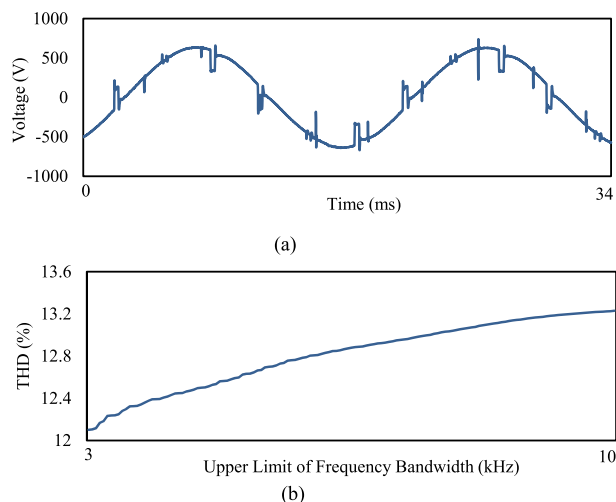 1000
500
0
-500
-1000
Voltage (V)
0
34
Time (ms)
(a)
13.6
13.2
12.8
12.4
12
THD (%)
3
10
Upper Limit of Frequency Bandwidth (kHz)
(b)